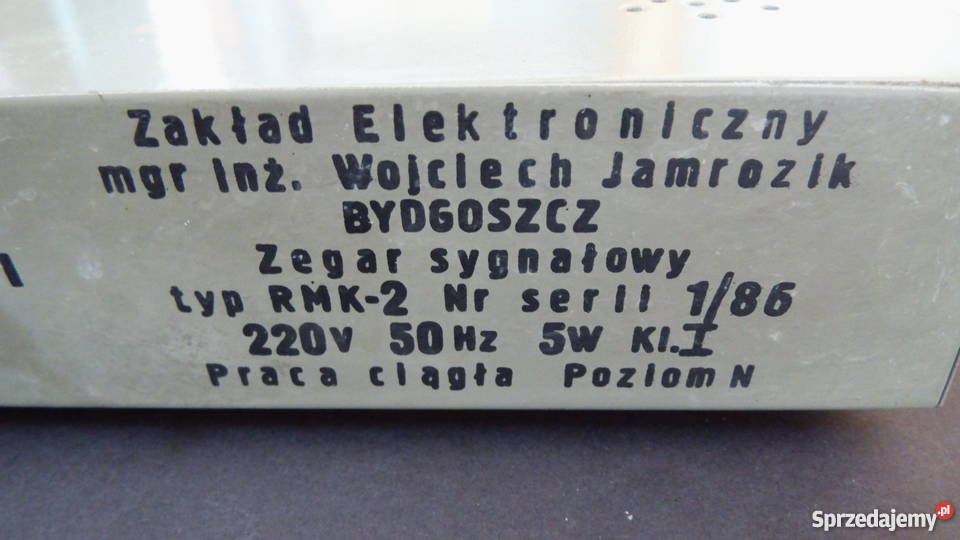 Zakład Elektroniczny
mgr inż. Wojciech Jamrozik
BYDGOSZCZ
Zegar sygnałowy
typ RMK-2 Nr serii 1/86
220V 50Hz 5W Kl.I
Praca ciągła Poziom N
Sprzedajemy.pl